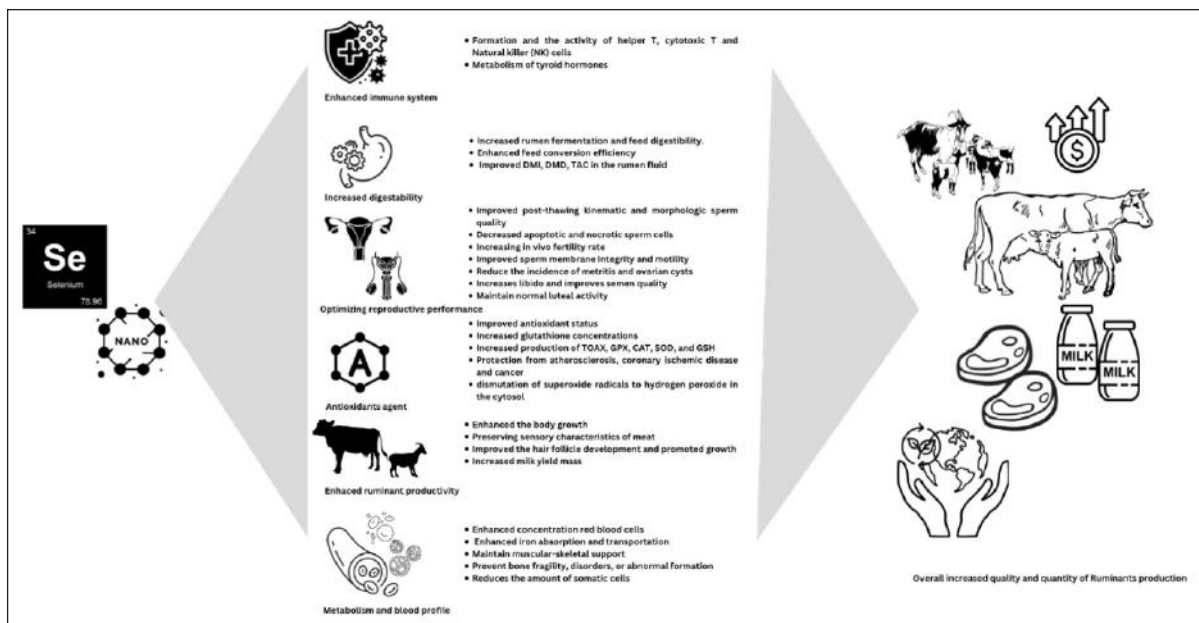 34
Se
Selenium
78.96
NANO
• Formation and the activity of helper T, cytotoxic T and
Natural killer (NK) cells
• Metabolism of tyroid hormones
Enhanced immune system
• Increased rumen fermentation and feed digestibility.
• Enhanced feed conversion efficiency
• Improved DMI, DMD, TAC in the rumen fluid
Increased digestability
• Improved post-thawing kinematic and morphologic sperm
quality
• Decreased apoptotic and necrotic sperm cells
• Increasing in vivo fertility rate
• Improved sperm membrane integrity and motility
• Reduce the incidence of metritis and ovarian cysts
• Increases libido and improves semen quality
• Maintain normal luteal activity
Optimizing reproductive performance
• Improved antioxidant status
• Increased glutathione concentrations
• Increased production of TOAX, GPX, CAT, SOD, and GSH
• Protection from atherosclerosis, coronary ischemic disease
and cancer
• dismutation of superoxide radicals to hydrogen peroxide in
the cytosol
A
Antioxidants agent
• Enhanced the body growth
• Preserving sensory characteristics of meat
• Improved the hair follicle development and promoted growth
• Increased milk yield mass
Enhaced ruminant productivity
• Enhanced concentration red blood cells
• Enhanced iron absorption and transportation
• Maintain muscular-skeletal support
• Prevent bone fragility, disorders, or abnormal formation
• Reduces the amount of somatic cells
Metabolism and blood profile
$
MILK
MILK
Overall increased quality and quantity of Ruminants production